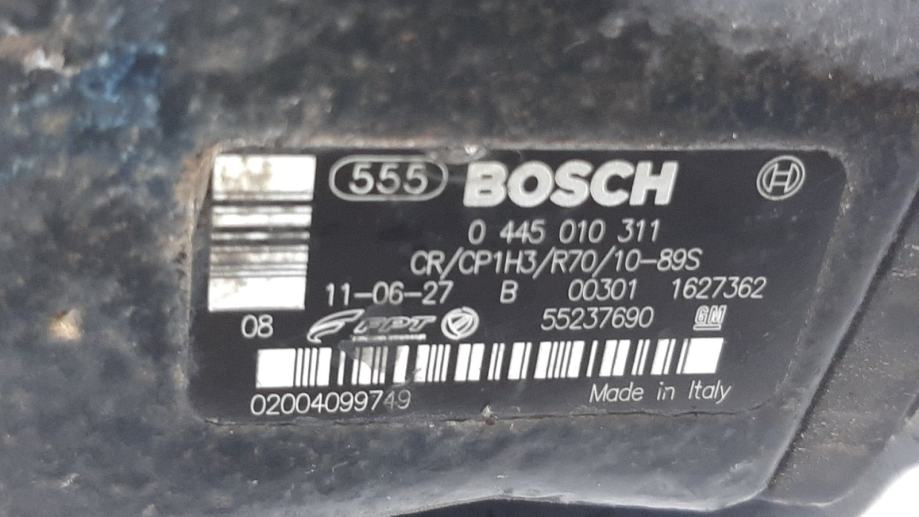 555 BOSCH
0 445 010 311
CR/CP1H3/R70/10-89S
11-06-27 B 00301 1627362
08 FPT 55237690 GM
02004099749 Made in Italy